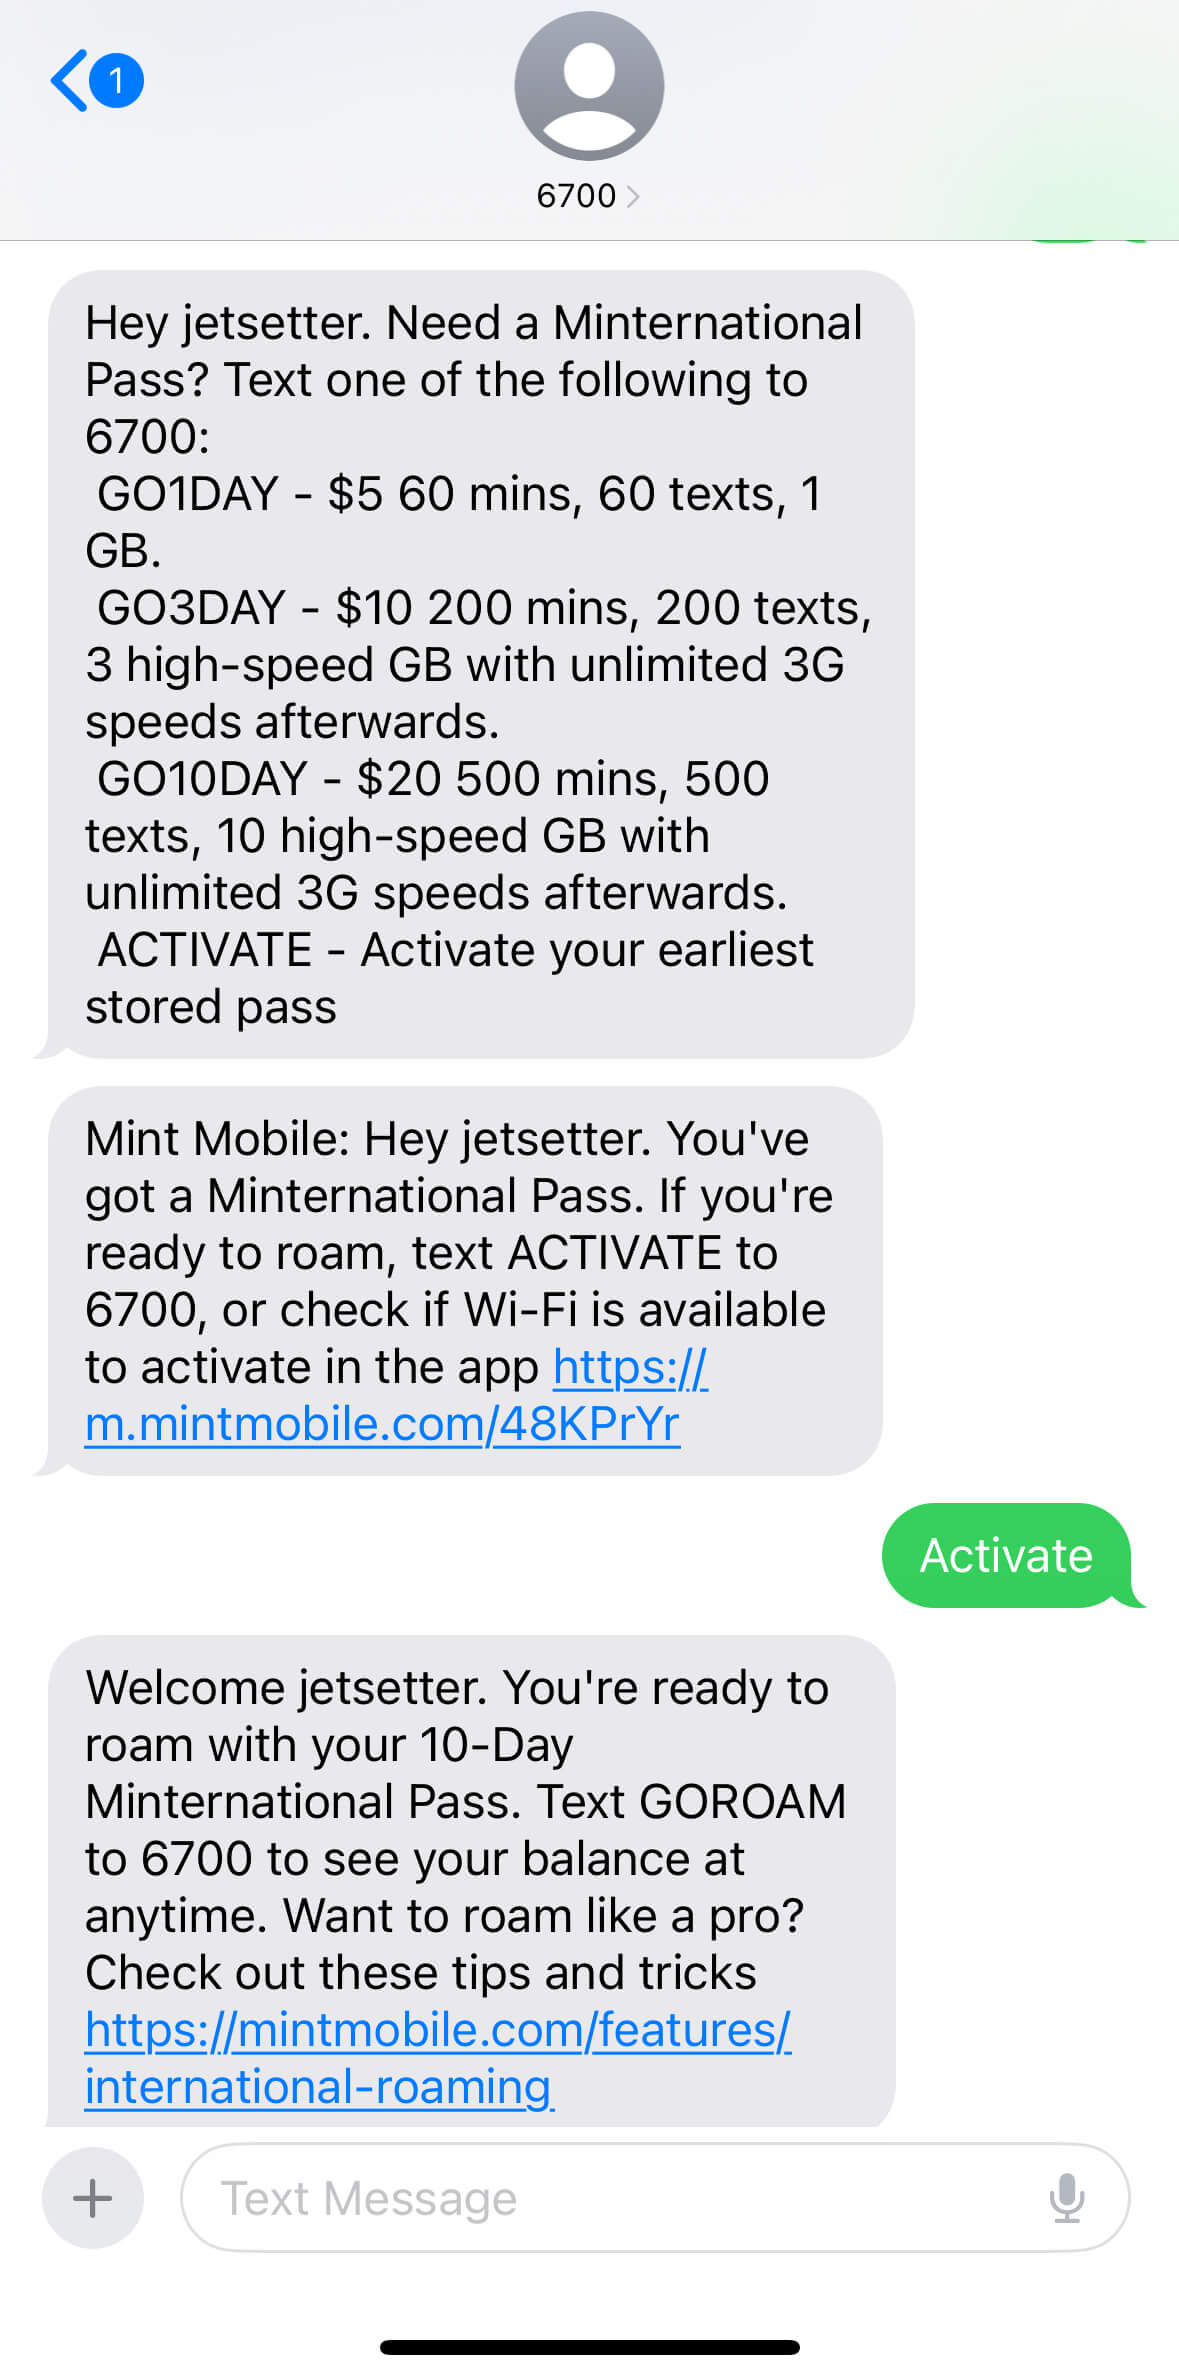 1
6700
Hey jetsetter. Need a Minternational
Pass? Text one of the following to
6700:
GO1DAY - $5 60 mins, 60 texts, 1
GB.
GO3DAY - $10 200 mins, 200 texts,
3 high-speed GB with unlimited 3G
speeds afterwards.
GO10DAY - $20 500 mins, 500
texts, 10 high-speed GB with
unlimited 3G speeds afterwards.
ACTIVATE - Activate your earliest
stored pass
Mint Mobile: Hey jetsetter. You've
got a Minternational Pass. If you're
ready to roam, text ACTIVATE to
6700, or check if Wi-Fi is available
to activate in the app https://
m.mintmobile.com/48KPrYr
Activate
Welcome jetsetter. You're ready to
roam with your 10-Day
Minternational Pass. Text GOROAM
to 6700 to see your balance at
anytime. Want to roam like a pro?
Check out these tips and tricks
https://mintmobile.com/features/
international-roaming
Text Message